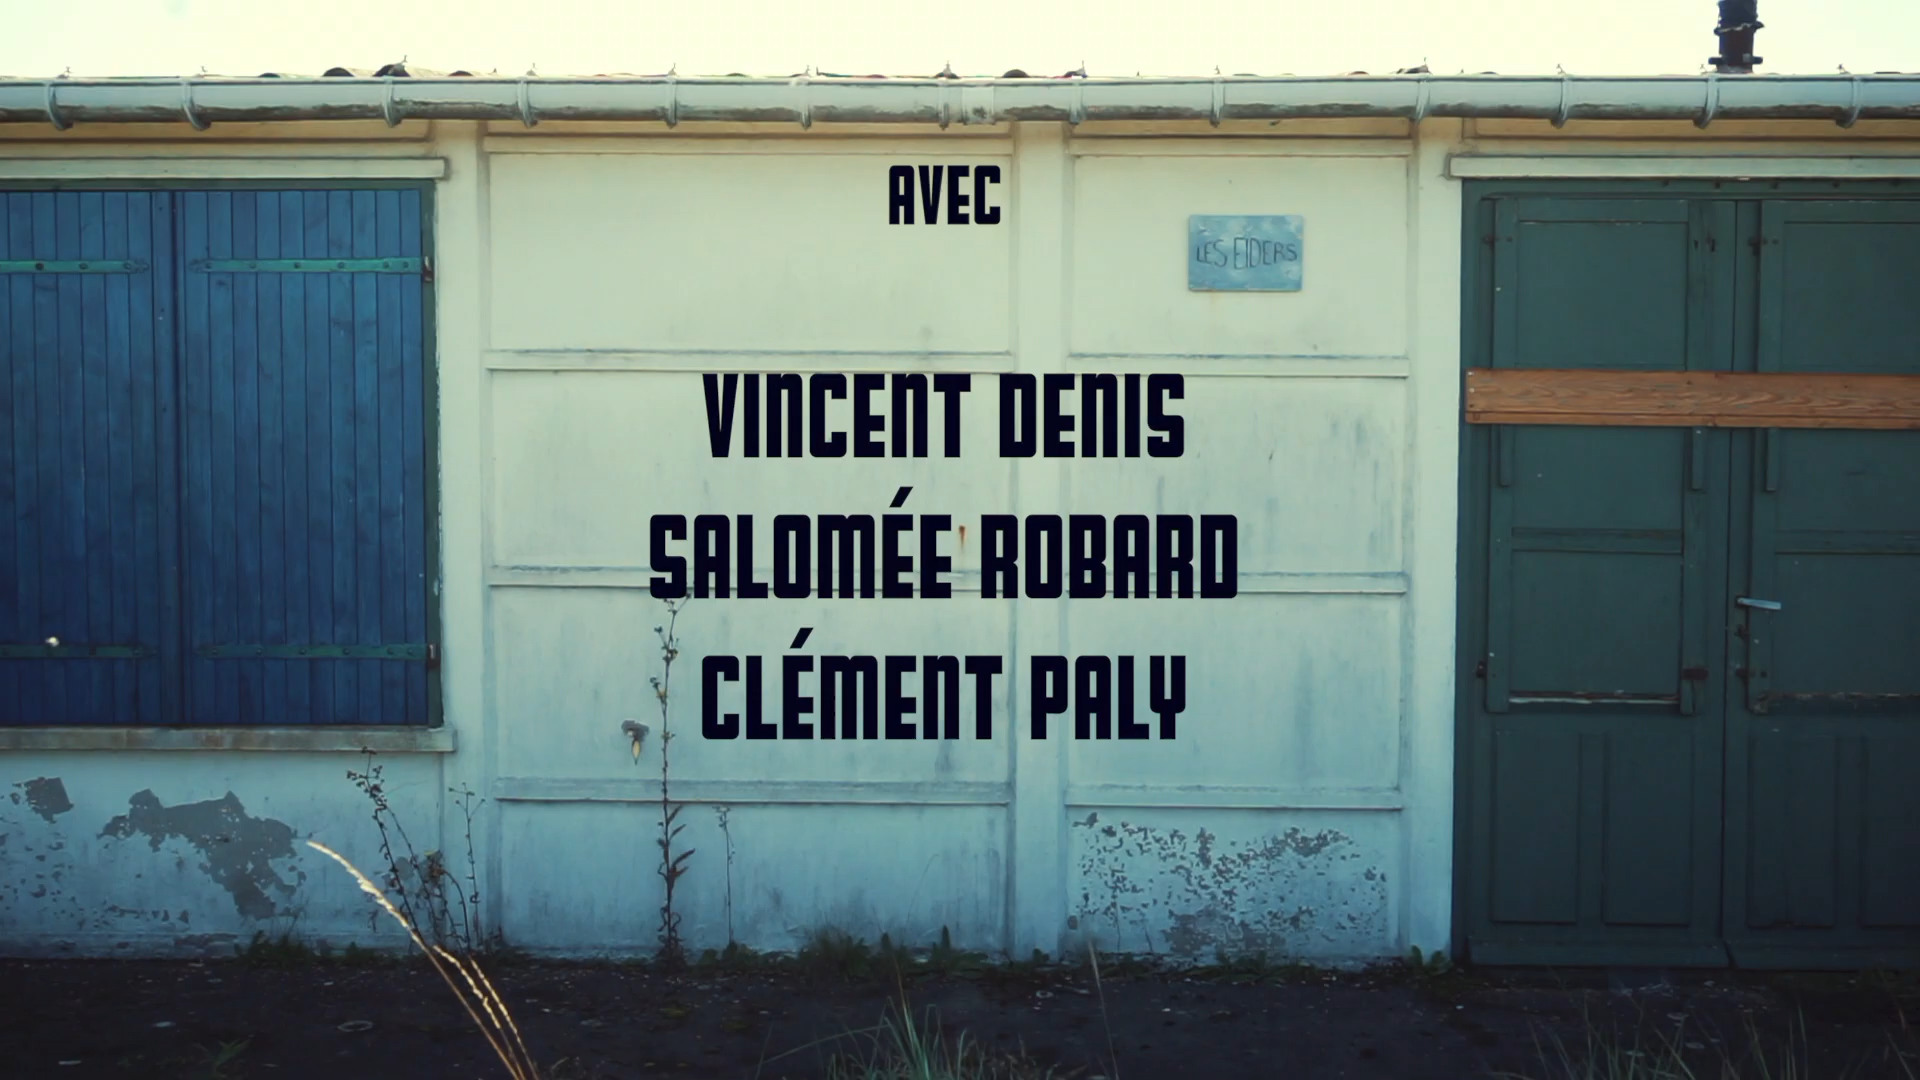 AVEC
LES EIDERS
VINCENT DENIS
SALOMÉE ROBARD
CLÉMENT PALY